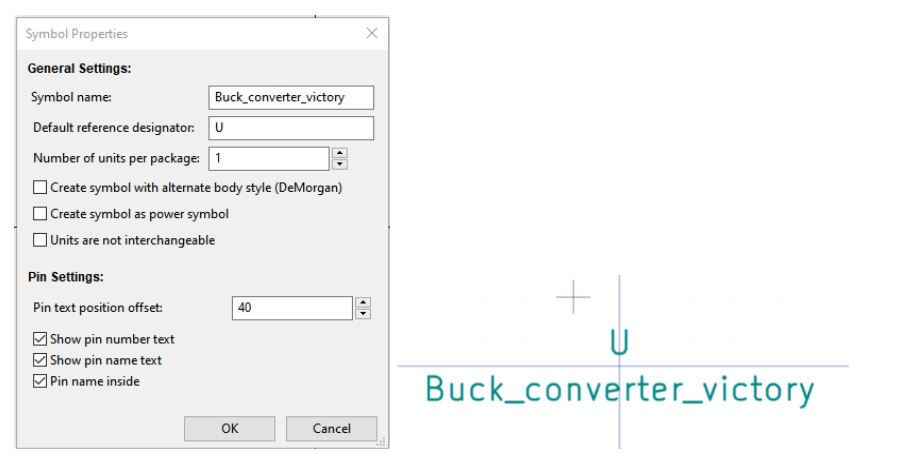 Symbol Properties
General Settings:
Symbol name: Buck_converter_victory
Default reference designator: U
Number of units per package: 1
Create symbol with alternate body style (DeMorgan)
Create symbol as power symbol
Units are not interchangeable
Pin Settings:
Pin text position offset: 40
Show pin number text
Show pin name text
Pin name inside
OK Cancel
U
Buck_converter_victory